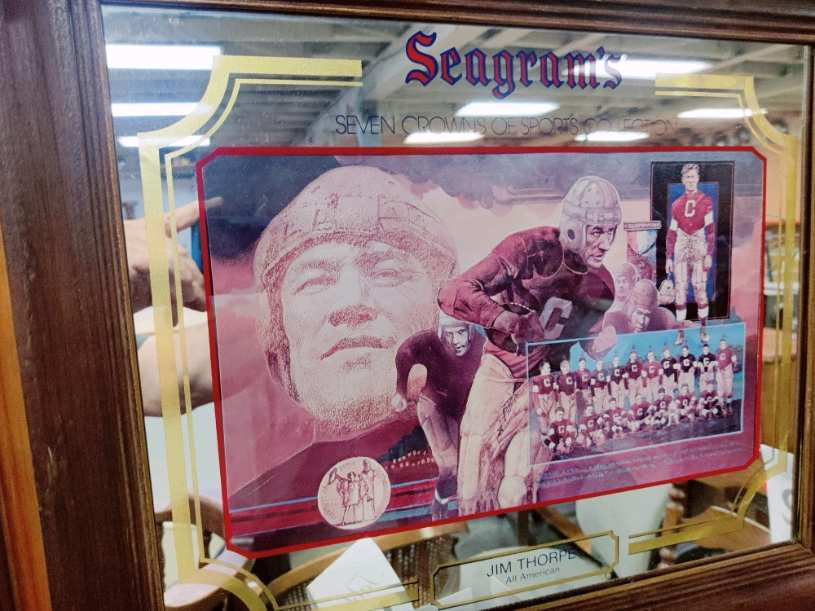 Seagram's
SEVEN CROWNS OF SPORTS COLLECTION
C
C
JIM THORPE
All American